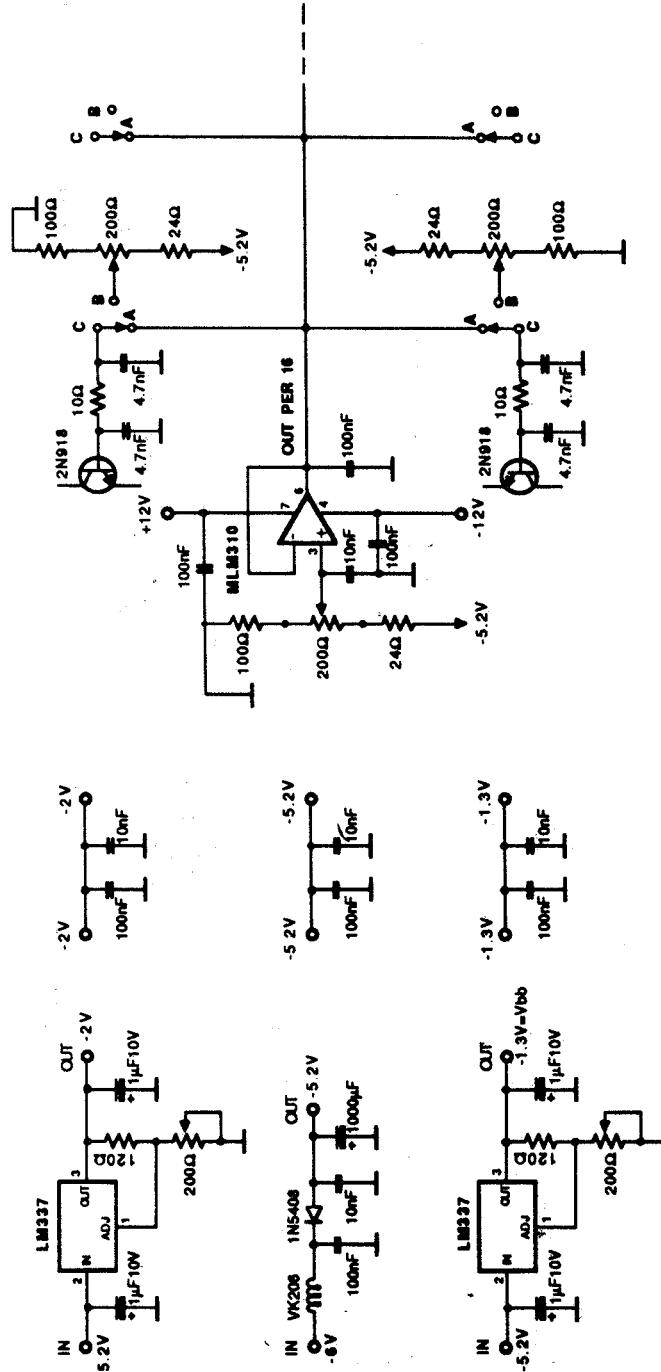 LM337
IN
-5.2V
2
IN
OUT
3
ADJ
1
1µF10V
+
120Ω
200Ω
1µF10V
+
OUT
-2V
VK206
1N5408
IN
-6V
100nF
10nF
1000µF
+
OUT
-5.2V
LM337
IN
-5.2V
2
IN
OUT
3
ADJ
1
1µF10V
+
120Ω
200Ω
1µF10V
+
OUT
-1.3V=Vbb
-2V
100nF
10nF
-2V
-5.2V
100nF
10nF
-5.2V
-1.3V
100nF
10nF
-1.3V
100nF
+12V
100Ω
200Ω
24Ω
-5.2V
MLM310
7
6
3
4
-
+
10nF
100nF
-12V
OUT PER 16
100nF
2N918
10Ω
4.7nF
4.7nF
C
B
A
100Ω
200Ω
24Ω
-5.2V
C
B
A
2N918
10Ω
4.7nF
4.7nF
A
B
C
-5.2V
24Ω
200Ω
100Ω
A
B
C